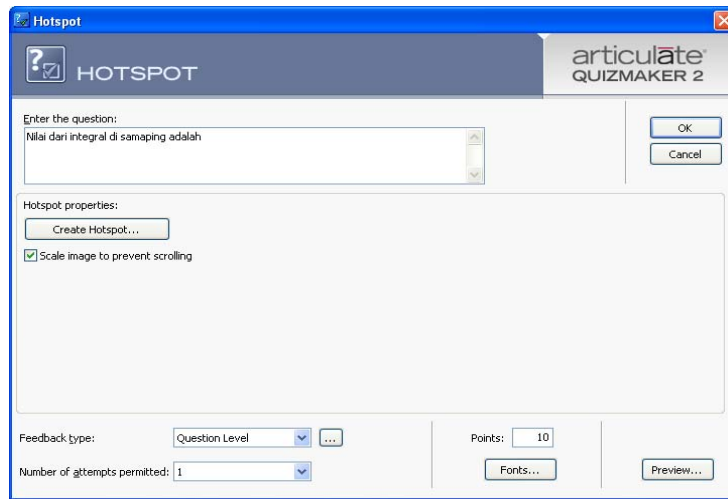 Hotspot
HOTSPOT
articulate
QUIZMAKER 2
Enter the question:
Nilai dari integral di samaping adalah
OK
Cancel
Hotspot properties:
Create Hotspot...
Scale image to prevent scrolling
Feedback type:
Question Level
...
Points:
10
Number of attempts permitted:
1
Fonts...
Preview...